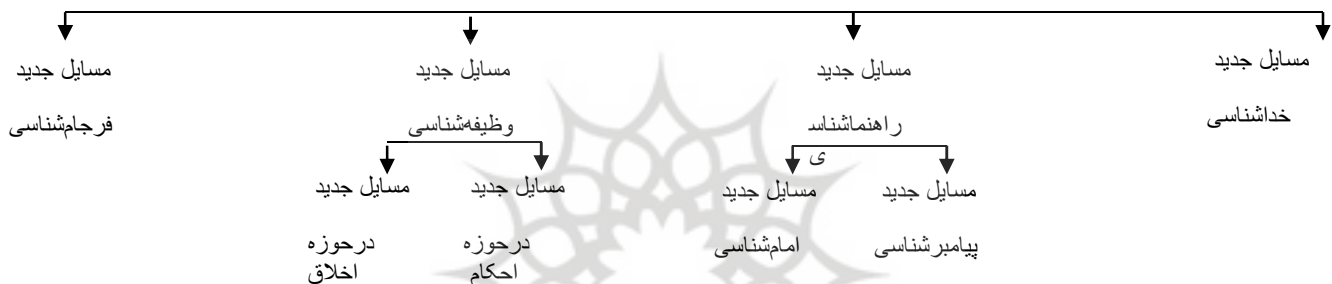 مسایل جدید
خداشناسی
مسایل جدید
راهنماشناس
ی
مسایل جدید
وظیفه‌شناسی
مسایل جدید
فرجام‌شناسی
مسایل جدید
پیامبرشناسی
مسایل جدید
امام‌شناسی
مسایل جدید
درحوزه
احکام
مسایل جدید
درحوزه
اخلاق